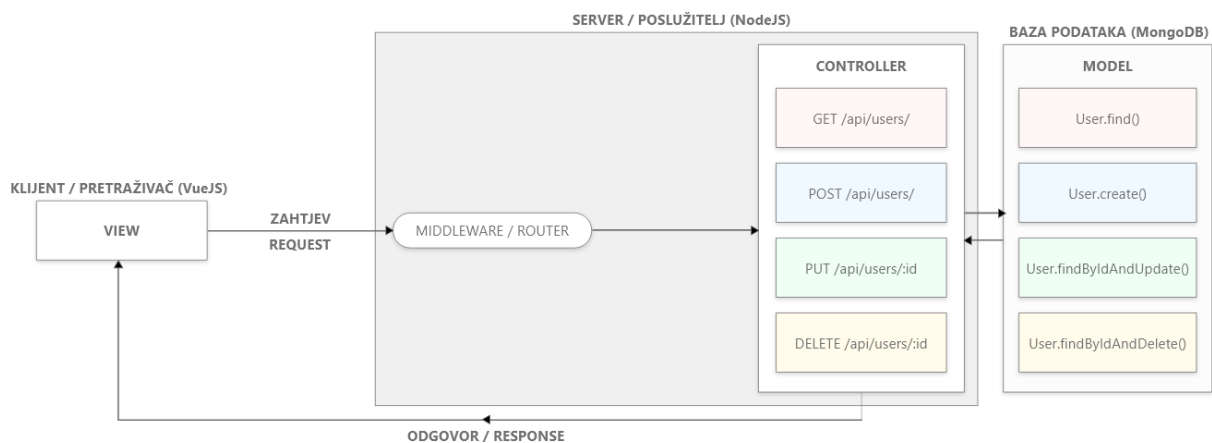 SERVER / POSLUŽITELJ (NodeJS)
BAZA PODATAKA (MongoDB)
CONTROLLER
MODEL
GET /api/users/
User.find()
KLIJENT / PRETRAŽIVAČ (VueJS)
POST /api/users/
User.create()
VIEW
ZAHTJEV
REQUEST
MIDDLEWARE / ROUTER
PUT /api/users/:id
User.findByIdAndUpdate()
DELETE /api/users/:id
User.findByIdAndDelete()
ODGOVOR / RESPONSE